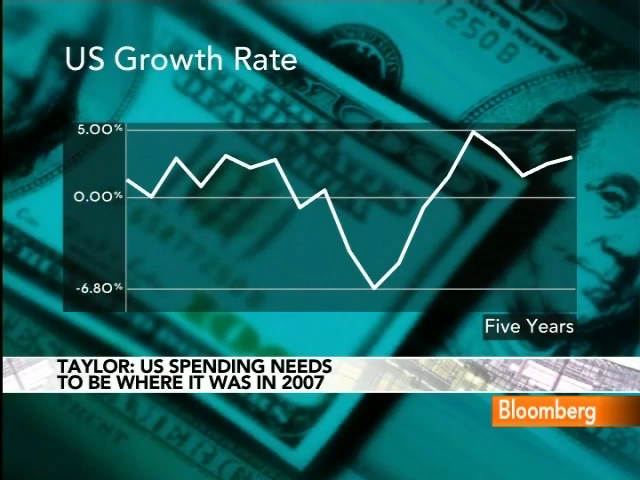 US Growth Rate
5.00%
0.00%
-6.80%
Five Years
TAYLOR: US SPENDING NEEDS
TO BE WHERE IT WAS IN 2007
Bloomberg
7250B